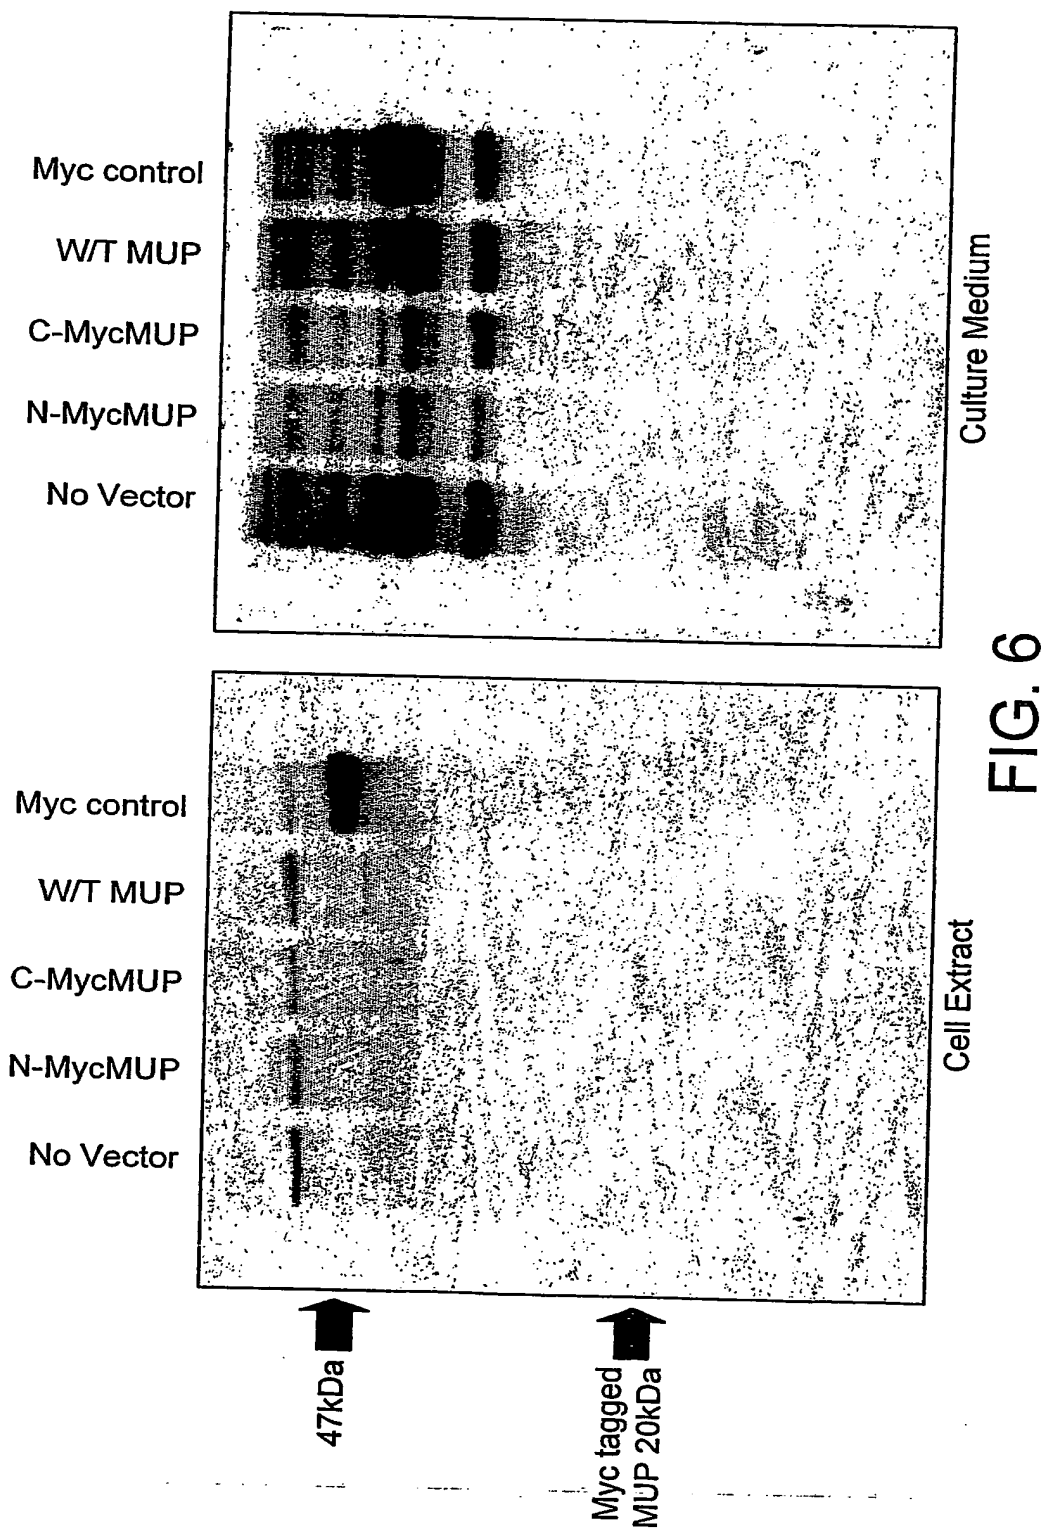 Myc control
W/T MUP
C-MycMUP
N-MycMUP
No Vector
Culture Medium
Myc control
W/T MUP
C-MycMUP
N-MycMUP
No Vector
Cell Extract
47kDa
Myc tagged
MUP 20kDa
FIG. 6